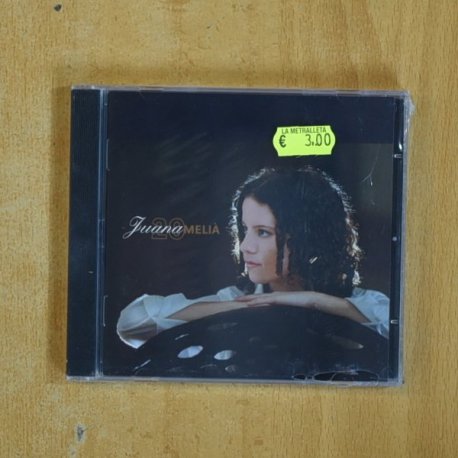 LA METRALLETA
€ 3.00
Juana 20 MELIÀ